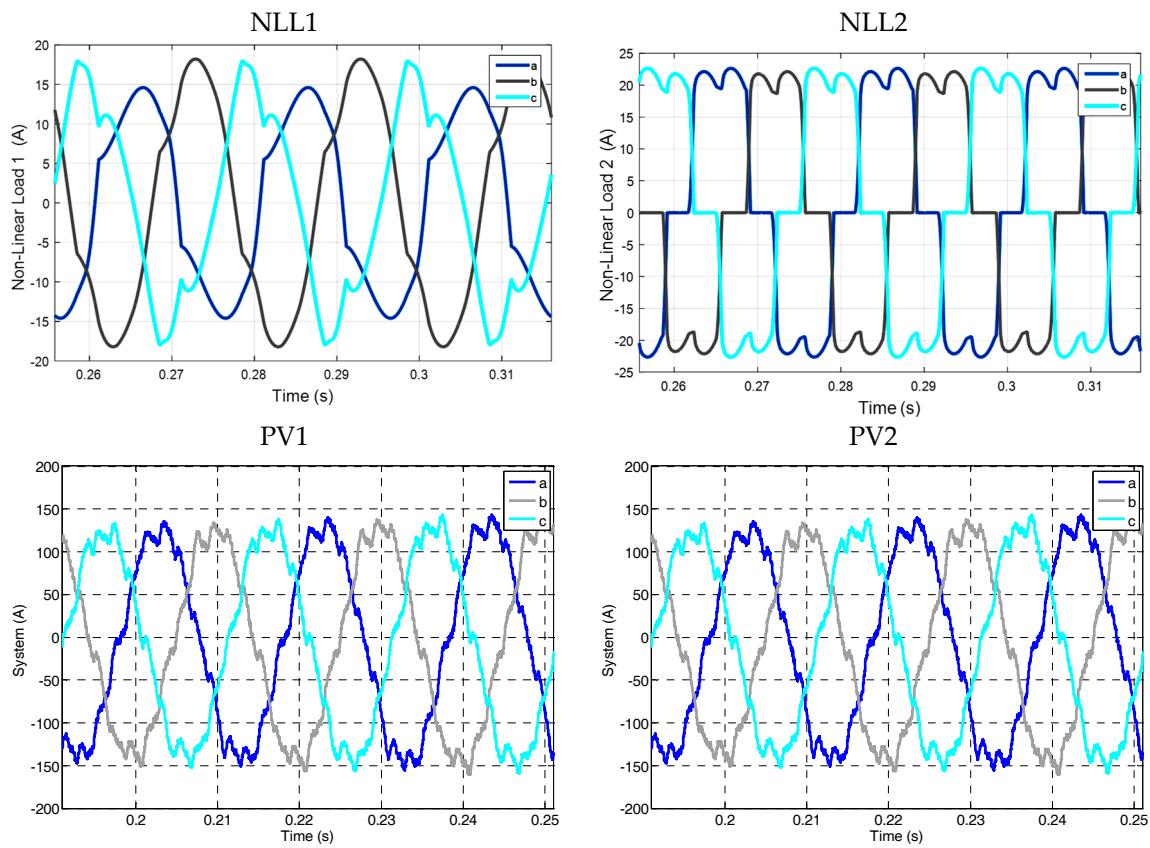 NLL1
NLL2
Non-Linear Load 1 (A)
20
15
10
5
0
-5
-10
-15
-20
a
b
c
0.26
0.27
0.28
0.29
0.3
0.31
Time (s)
Non-Linear Load 2 (A)
25
20
15
10
5
0
-5
-10
-15
-20
-25
a
b
c
0.26
0.27
0.28
0.29
0.3
0.31
Time (s)
PV1
PV2
System (A)
200
150
100
50
0
-50
-100
-150
-200
a
b
c
0.2
0.21
0.22
0.23
0.24
0.25
Time (s)
System (A)
200
150
100
50
0
-50
-100
-150
-200
a
b
c
0.2
0.21
0.22
0.23
0.24
0.25
Time (s)